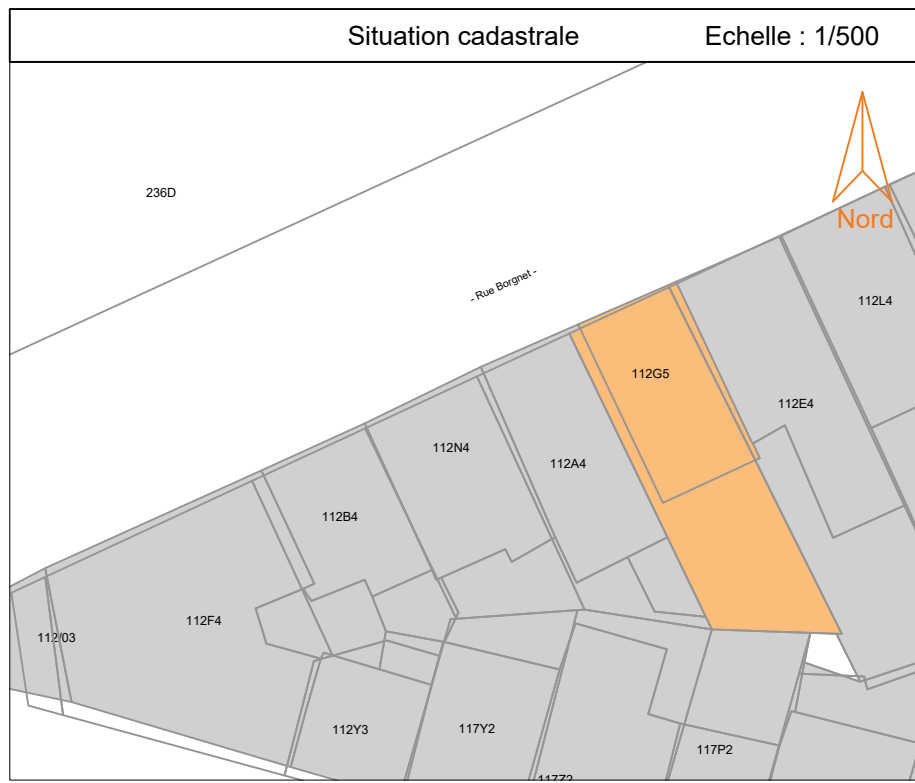 Situation cadastrale Echelle : 1/500
236D
Nord
- Rue Borgnet -
112L4
112G5
112E4
112N4
112A4
112B4
112F4
112/03
112Y3
117Y2
117P2
117Z2